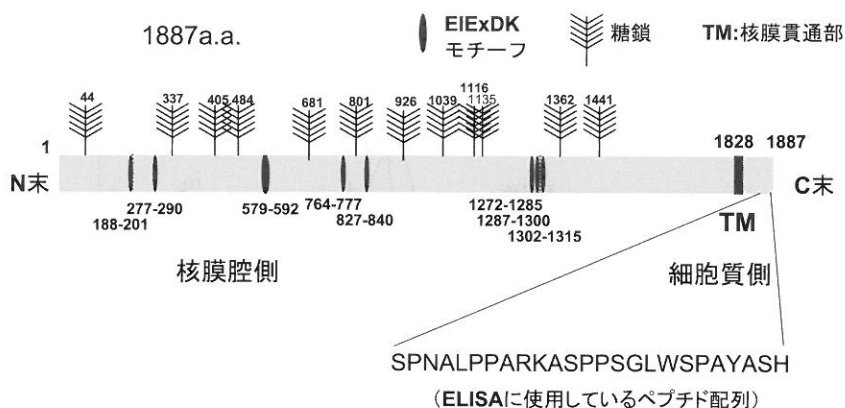 1887a.a.
EIExDK
モチーフ
糖鎖
TM:核膜貫通部
44 337 405 484 681 801 926 1039 1116 1135 1362 1441
1 1828 1887
N末 C末
188-201 277-290 579-592 764-777 827-840 1272-1285
1287-1300
1302-1315
TM
核膜腔側 細胞質側
SPNALPPARKASPPSGLWSPAYASH
(ELISAに使用しているペプチド配列)